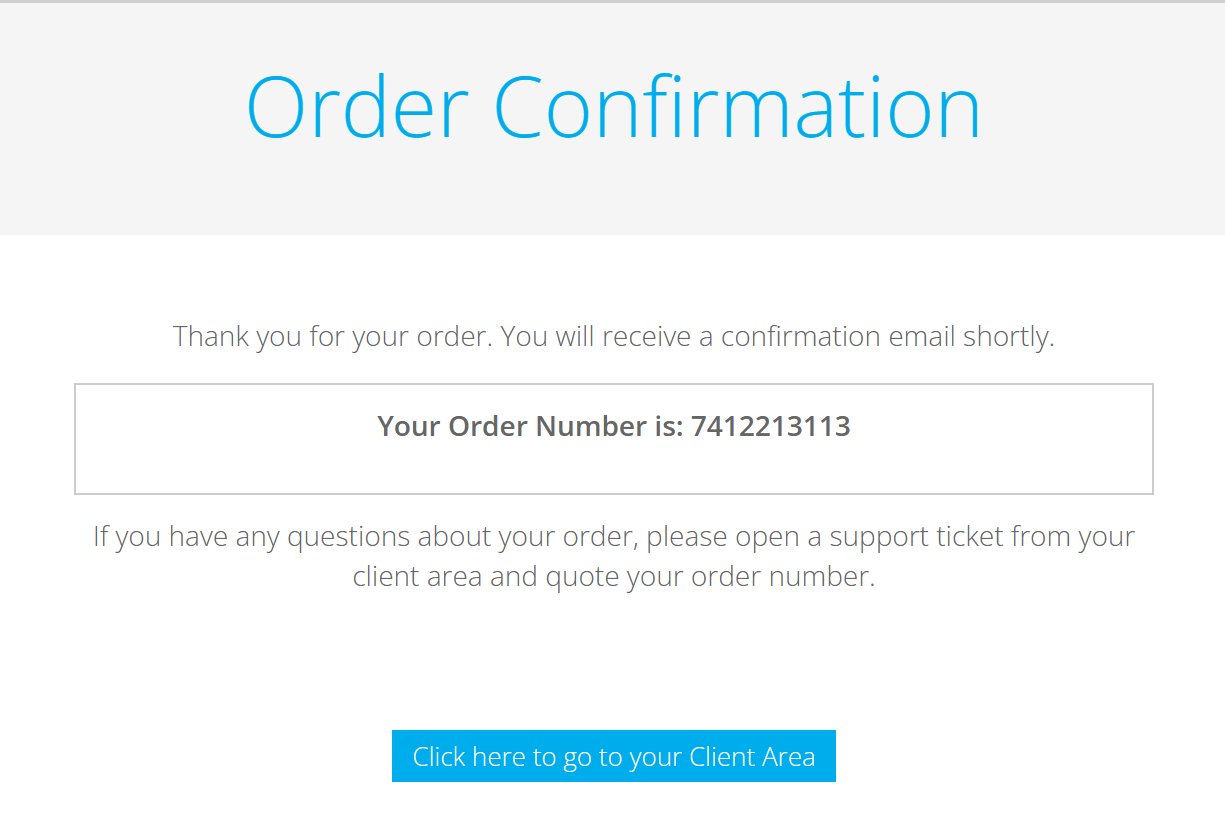 Order Confirmation
Thank you for your order. You will receive a confirmation email shortly.
Your Order Number is: 7412213113
If you have any questions about your order, please open a support ticket from your
client area and quote your order number.
Click here to go to your Client Area